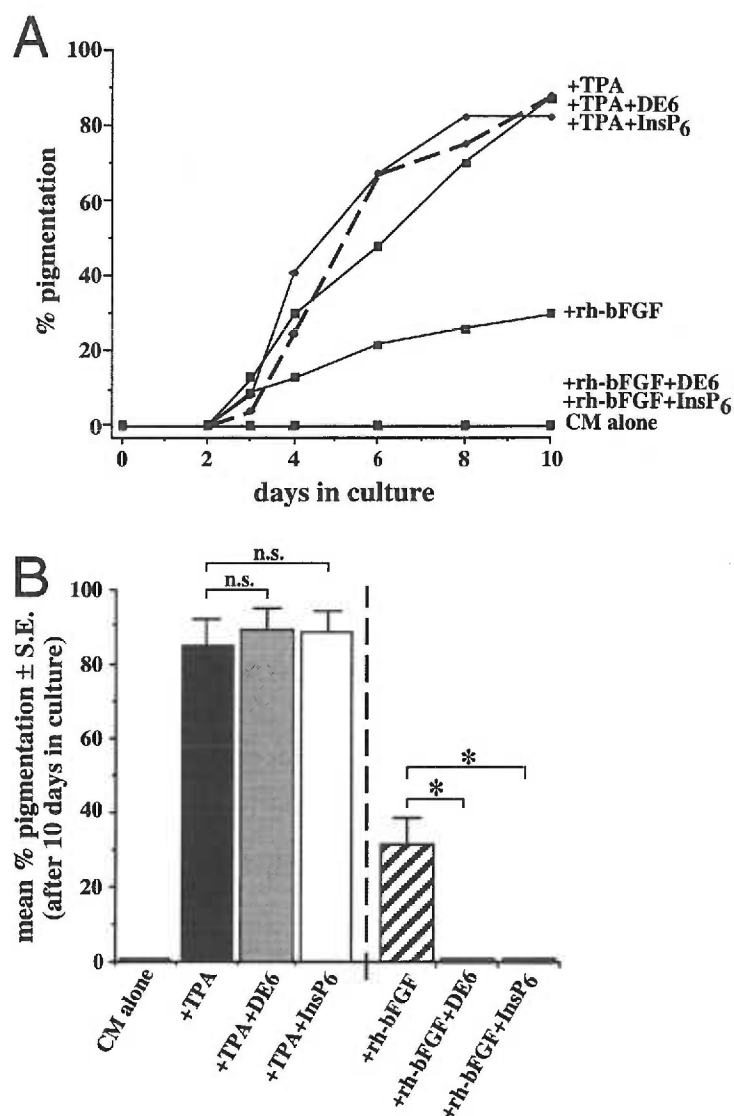 A
100
80
60
40
20
0
% pigmentation
0 2 4 6 8 10
days in culture
+TPA
+TPA+DE6
+TPA+InsP6
+rh-bFGF
+rh-bFGF+DE6
+rh-bFGF+InsP6
CM alone
B
n.s.
n.s.
100
80
60
40
20
0
mean % pigmentation ± S.E.
(after 10 days in culture)
*
*
CM alone
+TPA
+TPA+DE6
+TPA+InsP6
+rh-bFGF
+rh-bFGF+DE6
+rh-bFGF+InsP6